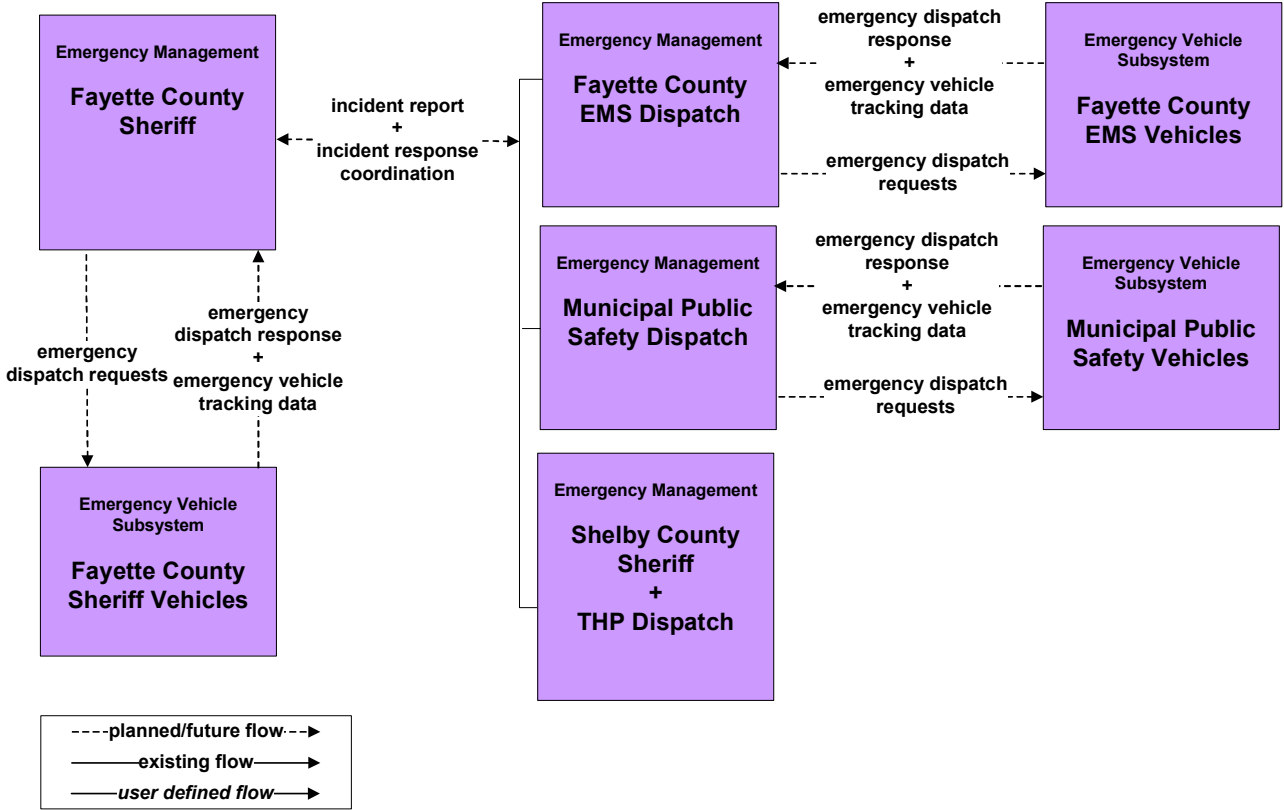 Emergency Management
Fayette County
Sheriff
incident report
+
incident response
coordination
Emergency Management
Fayette County
EMS Dispatch
emergency dispatch
response
+
emergency vehicle
tracking data
emergency dispatch
requests
Emergency Vehicle
Subsystem
Fayette County
EMS Vehicles
Emergency Management
Municipal Public
Safety Dispatch
emergency dispatch
response
+
emergency vehicle
tracking data
emergency dispatch
requests
Emergency Vehicle
Subsystem
Municipal Public
Safety Vehicles
emergency
dispatch requests
emergency
dispatch response
+
emergency vehicle
tracking data
Emergency Vehicle
Subsystem
Fayette County
Sheriff Vehicles
Emergency Management
Shelby County
Sheriff
+
THP Dispatch
planned/future flow
existing flow
user defined flow